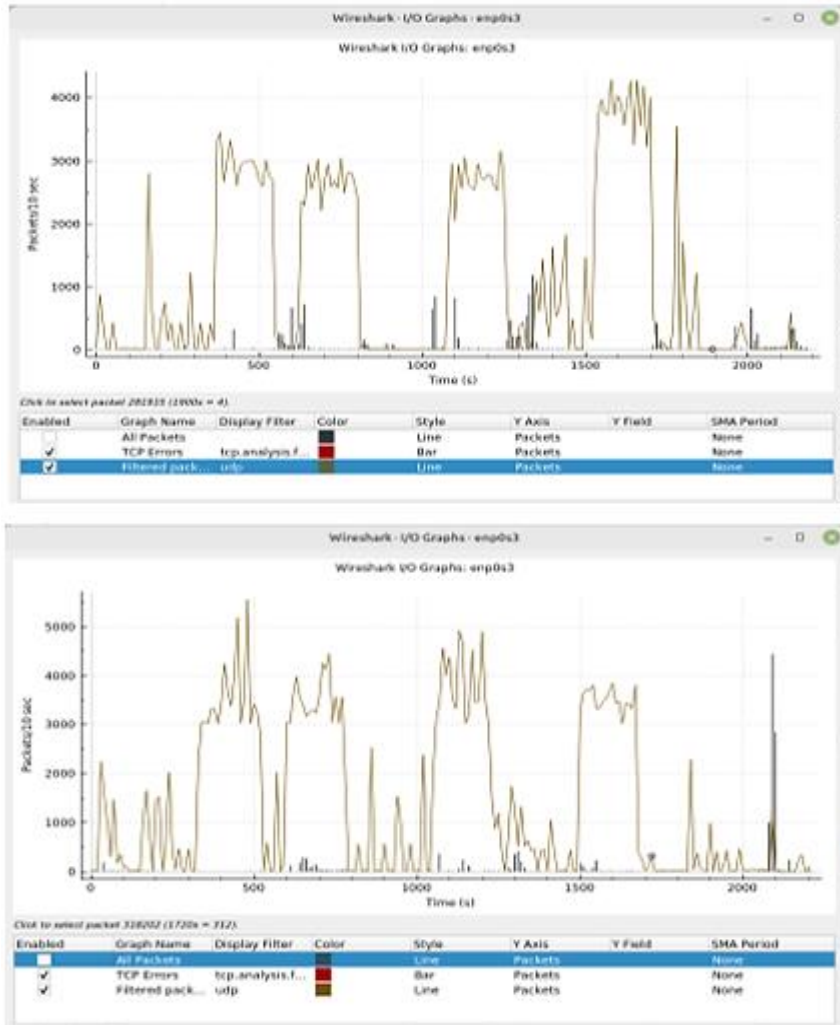 Wireshark · I/O Graphs · enp0s3
Wireshark I/O Graphs: enp0s3
4000
3000
2000
1000
0
Packets/10 sec
0 500 1000 1500 2000
Time (s)
Click to select packet 281935 (1900s = 4).
Enabled Graph Name Display Filter Color Style Y Axis Y Field SMA Period
All Packets Line Packets None
TCP Errors tcp.analysis.f... Bar Packets None
Filtered pack... udp Line Packets None
Wireshark · I/O Graphs · enp0s3
Wireshark I/O Graphs: enp0s3
5000
4000
3000
2000
1000
0
Packets/10 sec
0 500 1000 1500 2000
Time (s)
Click to select packet 318202 (1720s = 312).
Enabled Graph Name Display Filter Color Style Y Axis Y Field SMA Period
All Packets Line Packets None
TCP Errors tcp.analysis.f... Bar Packets None
Filtered pack... udp Line Packets None